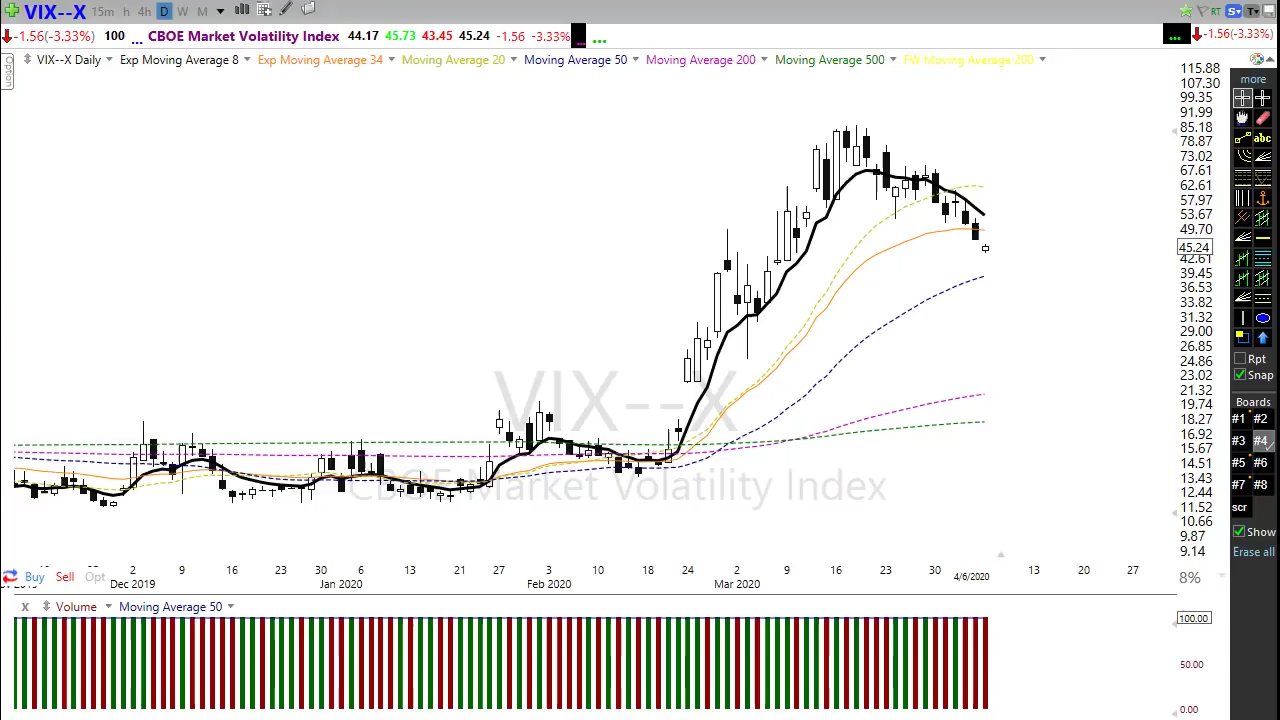 VIX--X 15m h 4h D W M RT S T
-1.56(-3.33%) 100 ... CBOE Market Volatility Index 44.17 45.73 43.45 45.24 -1.56 -3.33% ... ... -1.56(-3.33%)
Option
VIX--X Daily Exp Moving Average 8 Exp Moving Average 34 Moving Average 20 Moving Average 50 Moving Average 200 Moving Average 500 FW Moving Average 200
115.88
107.30
99.35
91.99
85.18
78.87
73.02
67.61
62.61
57.97
53.67
49.70
45.24
42.61
39.45
36.53
33.82
31.32
29.00
26.85
24.86
23.02
21.32
19.74
18.27
16.92
15.67
14.51
13.43
12.44
11.52
10.66
9.87
9.14
more
abc
Rpt
Snap
Boards
#1 #2
#3 #4
#5 #6
#7 #8
scr
Show
Erase all
VIX--X
CBOE Market Volatility Index
2 9 16 23 30 6 13 21 27 3 10 18 24 2 9 16 23 30 4/6/2020 13 20 27
Dec 2019 Jan 2020 Feb 2020 Mar 2020
Buy Sell Opt
8%
x Volume Moving Average 50
100.00
50.00
0.00